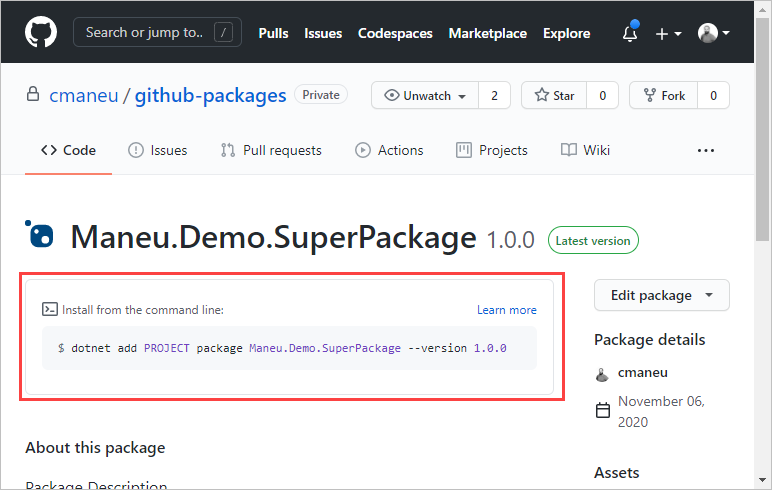 Search or jump to.. /
Pulls Issues Codespaces Marketplace Explore
cmaneu / github-packages Private
Unwatch 2 Star 0 Fork 0
Code Issues Pull requests Actions Projects Wiki ...
Maneu.Demo.SuperPackage 1.0.0 Latest version
Install from the command line: Learn more
$ dotnet add PROJECT package Maneu.Demo.SuperPackage --version 1.0.0
Edit package
Package details
cmaneu
November 06,
2020
About this package
Package Description
Assets